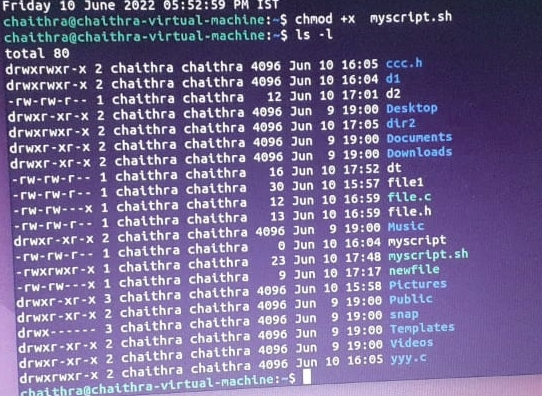 Friday 10 June 2022 05:52:59 PM IST
chaithra@chaithra-virtual-machine:~$ chmod +x  myscript.sh
chaithra@chaithra-virtual-machine:~$ ls -l
total 80
drwxrwxr-x 2 chaithra chaithra 4096 Jun 10 16:05 ccc.h
drwxrwxr-x 2 chaithra chaithra 4096 Jun 10 16:04 d1
-rw-rw-r-- 1 chaithra chaithra   12 Jun 10 17:01 d2
drwxr-xr-x 2 chaithra chaithra 4096 Jun  9 19:00 Desktop
drwxrwxr-x 2 chaithra chaithra 4096 Jun 10 17:05 dir2
drwxr-xr-x 2 chaithra chaithra 4096 Jun  9 19:00 Documents
drwxr-xr-x 2 chaithra chaithra 4096 Jun  9 19:00 Downloads
-rw-rw-r-- 1 chaithra chaithra   16 Jun 10 17:52 dt
-rw-rw-r-- 1 chaithra chaithra   30 Jun 10 15:57 file1
-rw-rw---x 1 chaithra chaithra   12 Jun 10 16:59 file.c
-rw-rw-r-- 1 chaithra chaithra   13 Jun 10 16:59 file.h
drwxr-xr-x 2 chaithra chaithra 4096 Jun  9 19:00 Music
-rw-rw-r-- 1 chaithra chaithra    0 Jun 10 16:04 myscript
-rwxrwxr-x 1 chaithra chaithra   23 Jun 10 17:48 myscript.sh
-rw-rw---x 1 chaithra chaithra    9 Jun 10 17:17 newfile
drwxr-xr-x 3 chaithra chaithra 4096 Jun 10 15:58 Pictures
drwxr-xr-x 2 chaithra chaithra 4096 Jun  9 19:00 Public
drwx------ 3 chaithra chaithra 4096 Jun  9 19:00 snap
drwxr-xr-x 2 chaithra chaithra 4096 Jun  9 19:00 Templates
drwxr-xr-x 2 chaithra chaithra 4096 Jun  9 19:00 Videos
drwxrwxr-x 2 chaithra chaithra 4096 Jun 10 16:05 yyy.c
chaithra@chaithra-virtual-machine:~$